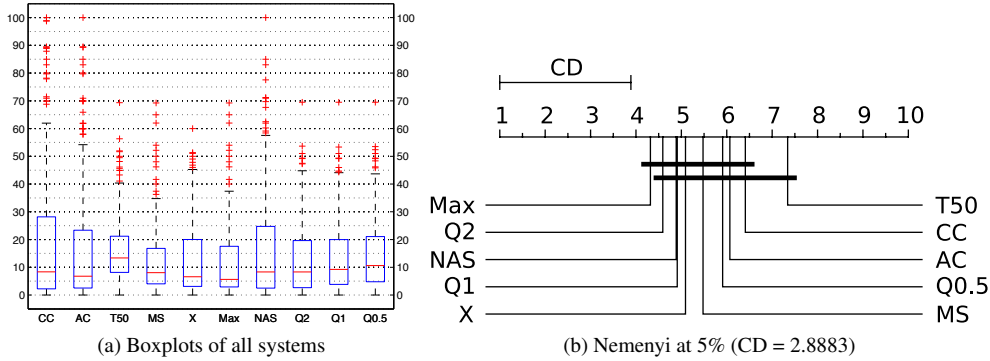 100 100
90 90
80 80
70 70
60 60
50 50
40 40
30 30
20 20
10 10
0 0
CC AC T50 MS X Max NAS Q2 Q1 Q0.5
(a) Boxplots of all systems
CD
1 2 3 4 5 6 7 8 9 10
Max T50
Q2 CC
NAS AC
Q1 Q0.5
X MS
(b) Nemenyi at 5% (CD = 2.8883)